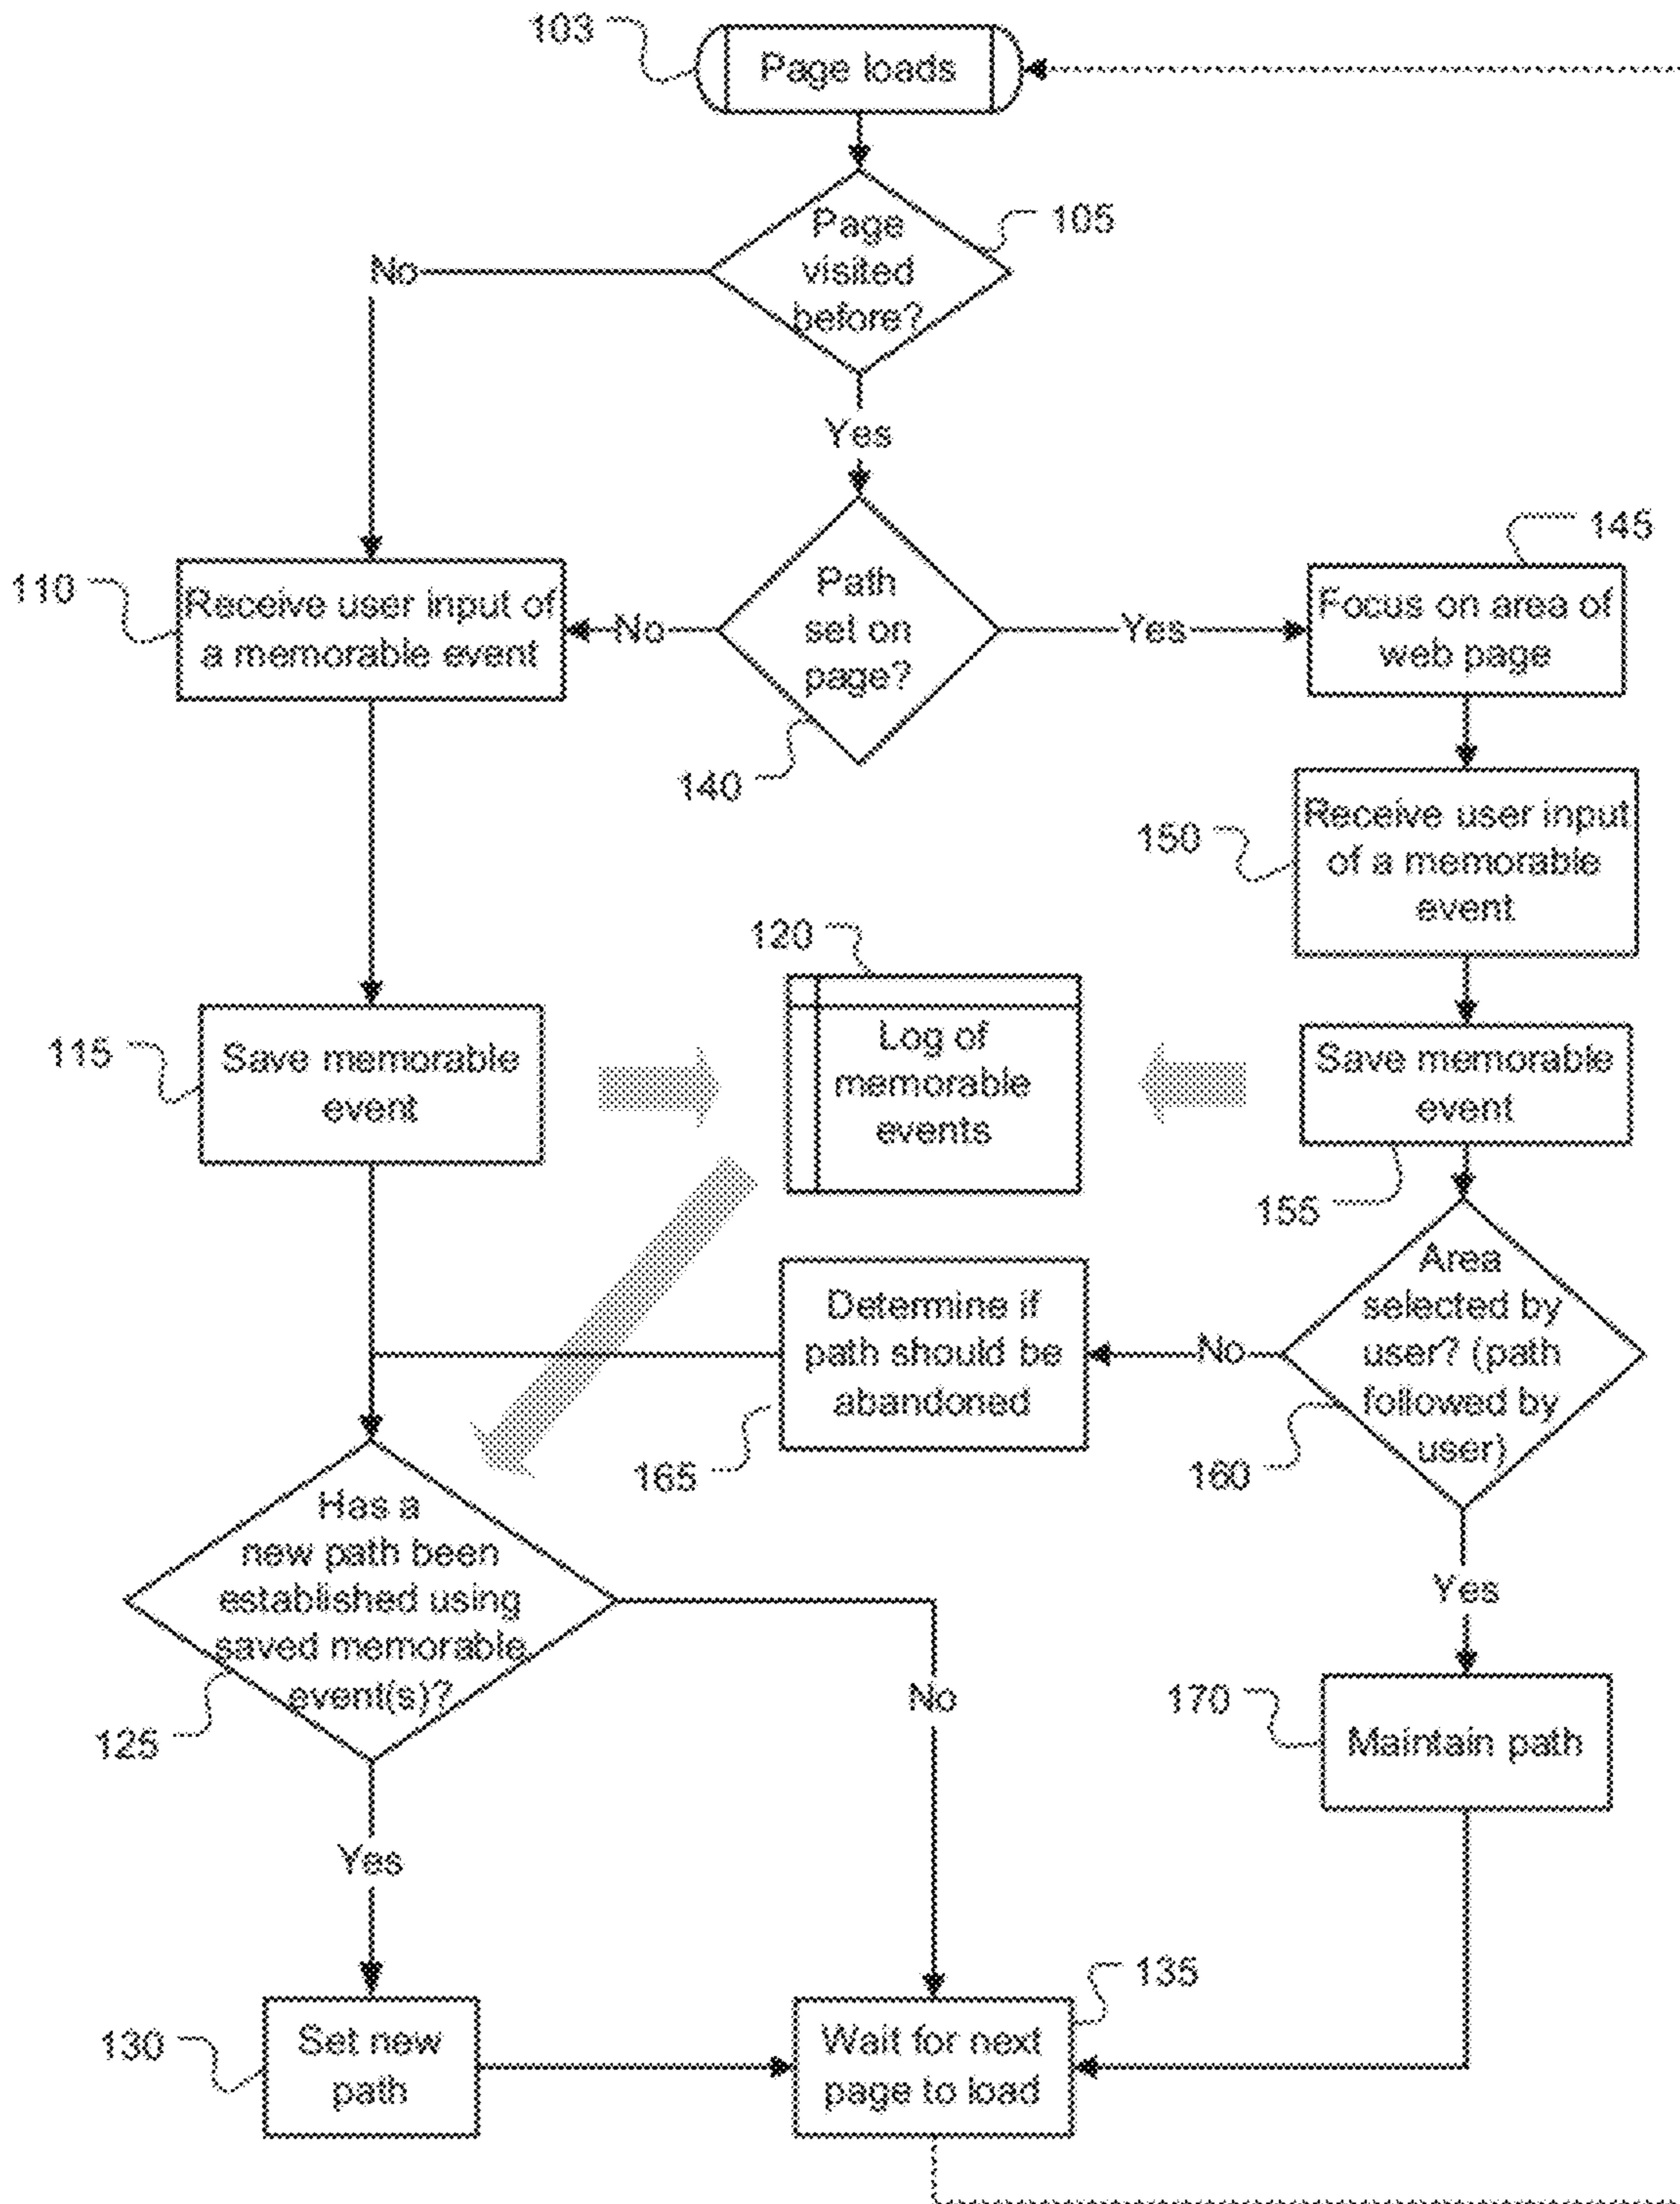 103
Page loads
Page
visited
before?
105
No
Yes
110
Receive user input of
a memorable event
No
Path
set on
page?
140
Yes
145
Focus on area of
web page
150
Receive user input
of a memorable
event
115
Save memorable
event
120
Log of
memorable
events
Save memorable
event
155
Area
selected by
user? (path
followed by
user)
160
No
Determine if
path should be
abandoned
165
Has a
new path been
established using
saved memorable
event(s)?
125
No
Yes
Yes
170
Maintain path
130
Set new
path
135
Wait for next
page to load